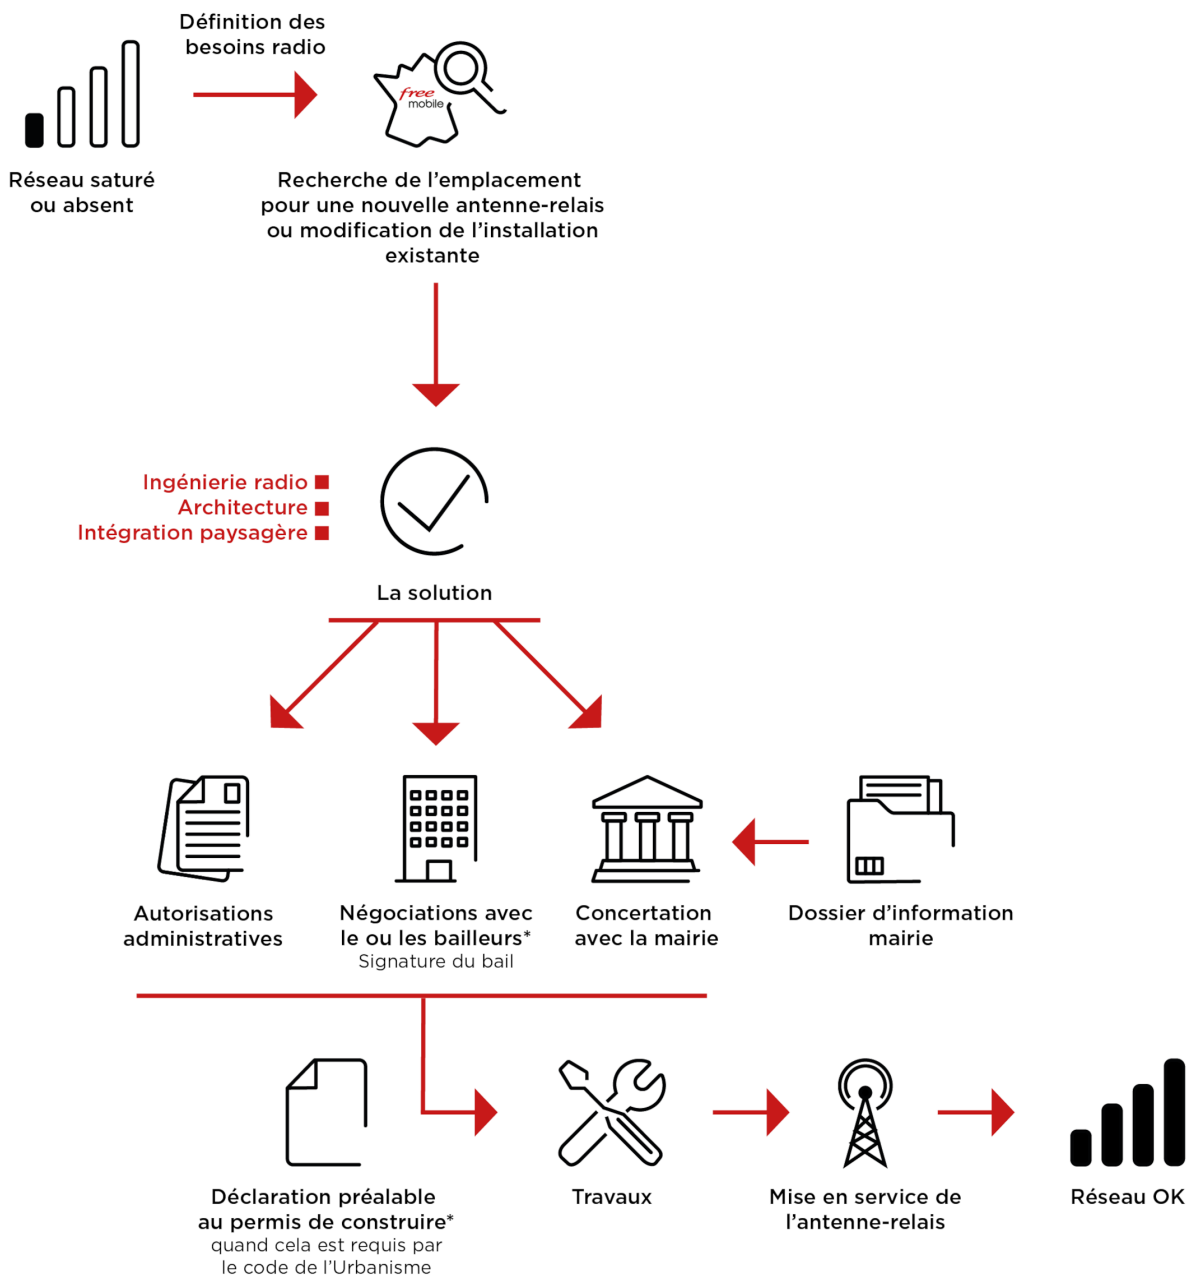 Définition des
besoins radio
free
mobile
Réseau saturé
ou absent
Recherche de l’emplacement
pour une nouvelle antenne-relais
ou modification de l’installation
existante
Ingénierie radio
Architecture
Intégration paysagère
La solution
Autorisations
administratives
Négociations avec
le ou les bailleurs*
Signature du bail
Concertation
avec la mairie
Dossier d’information
mairie
Déclaration préalable
au permis de construire*
quand cela est requis par
le code de l’Urbanisme
Travaux
Mise en service de
l’antenne-relais
Réseau OK